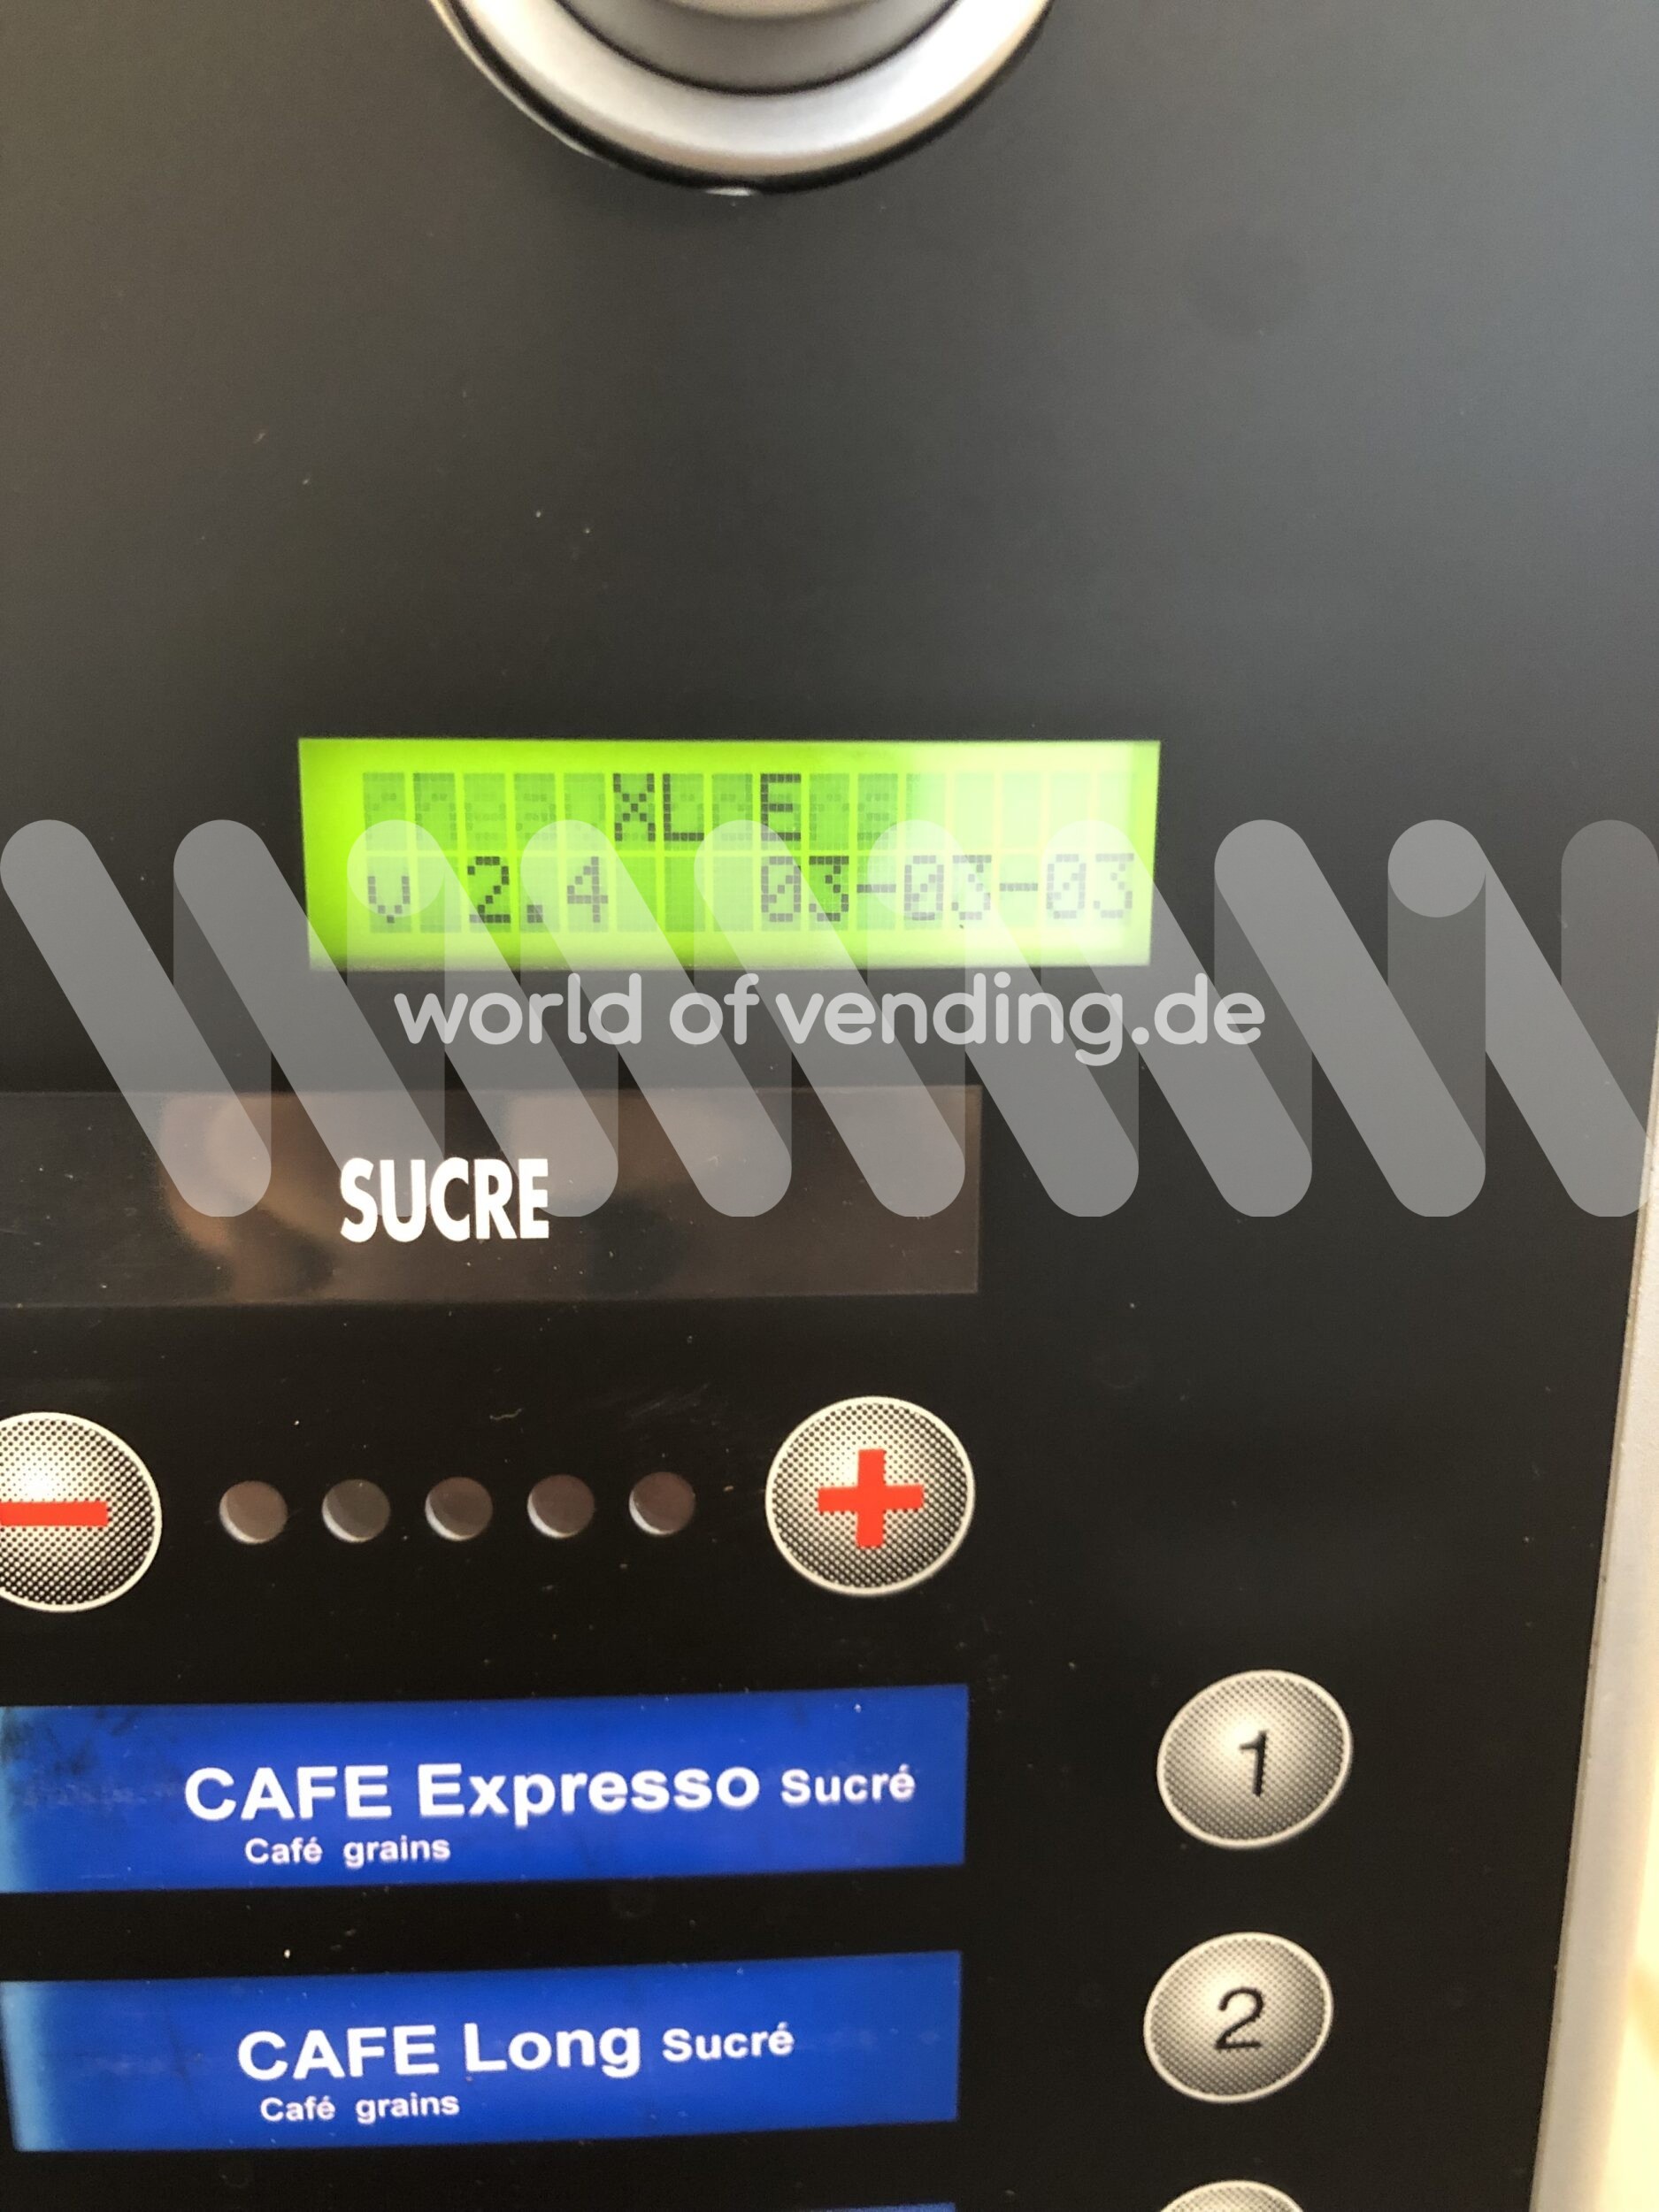 XL E
v 2.4 03-03-03
world of vending.de
SUCRE
CAFE Expresso Sucré
Café grains
1
CAFE Long Sucré
Café grains
2